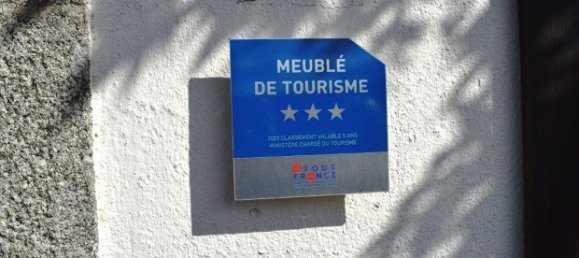 MEUBLÉ
DE TOURISME
CLASSEMENT VALABLE 5 ANS
MINISTÈRE CHARGÉ DU TOURISME
ATOUT
FRANCE